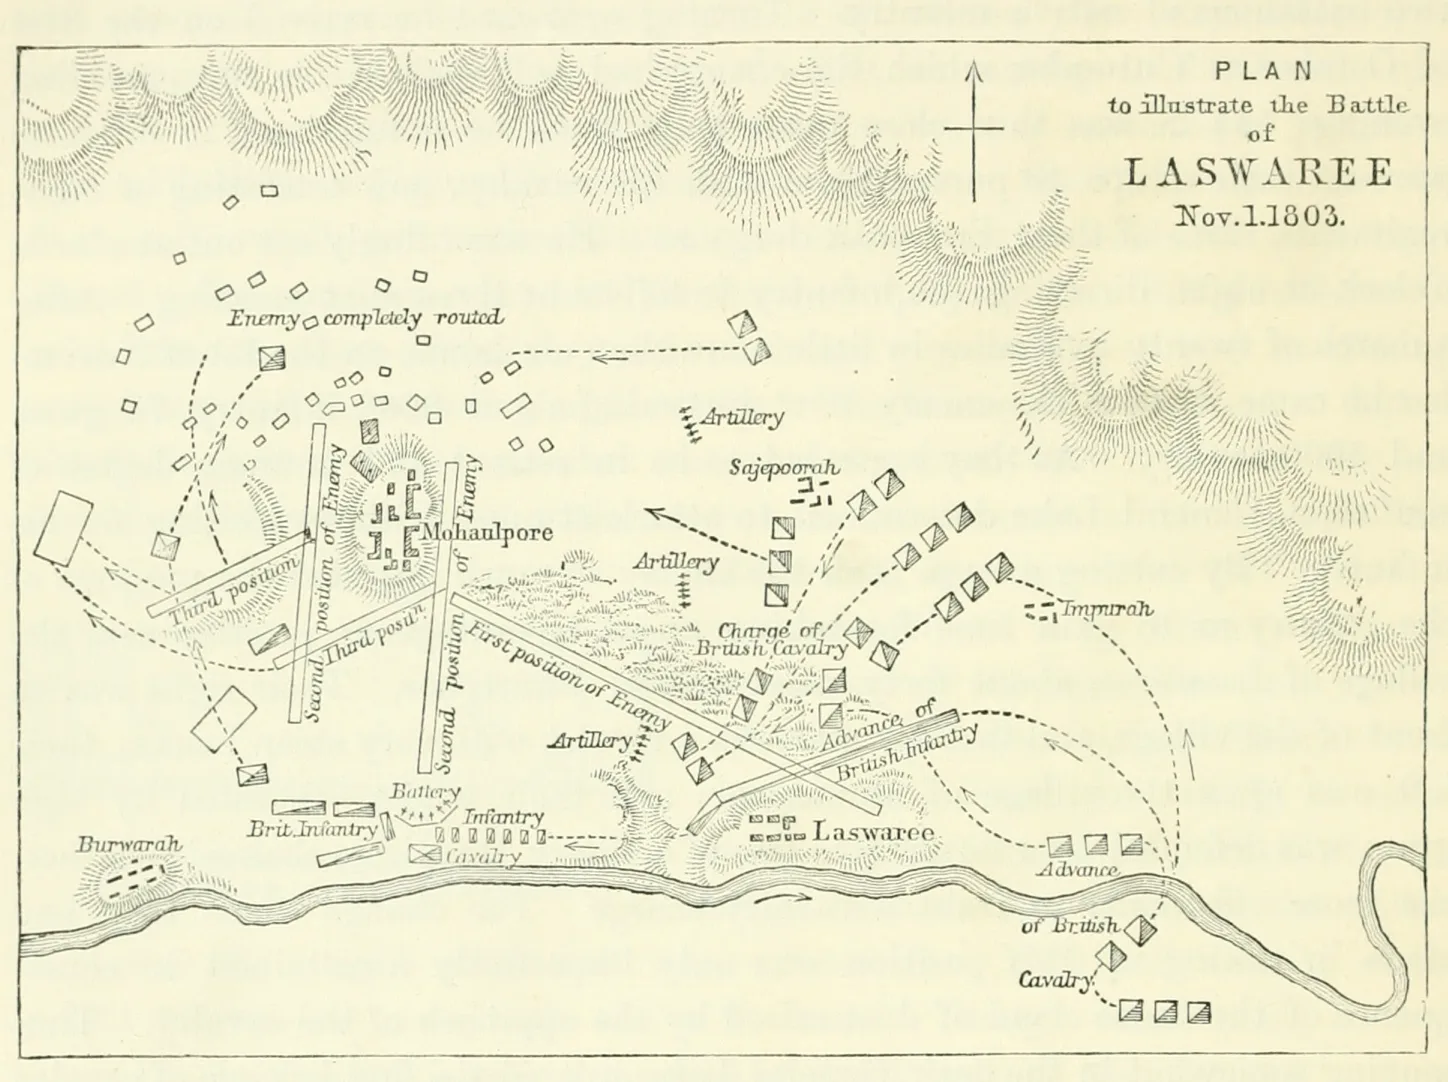 PLAN
to illustrate the Battle
of
LASWAREE
Nov. 1. 1803.
Enemy completely routed
Artillery
Sajepoorah
Second position of Enemy
Second position of Enemy
Mohaulpore
Artillery
Third position
Third positn
Impurah
Charge of
British Cavalry
First position of Enemy
Advance of
British Infantry
Artillery
Battery
Infantry
Brit. Infantry
Cavalry
Laswaree
Burwarah
Advance
of British
Cavalry